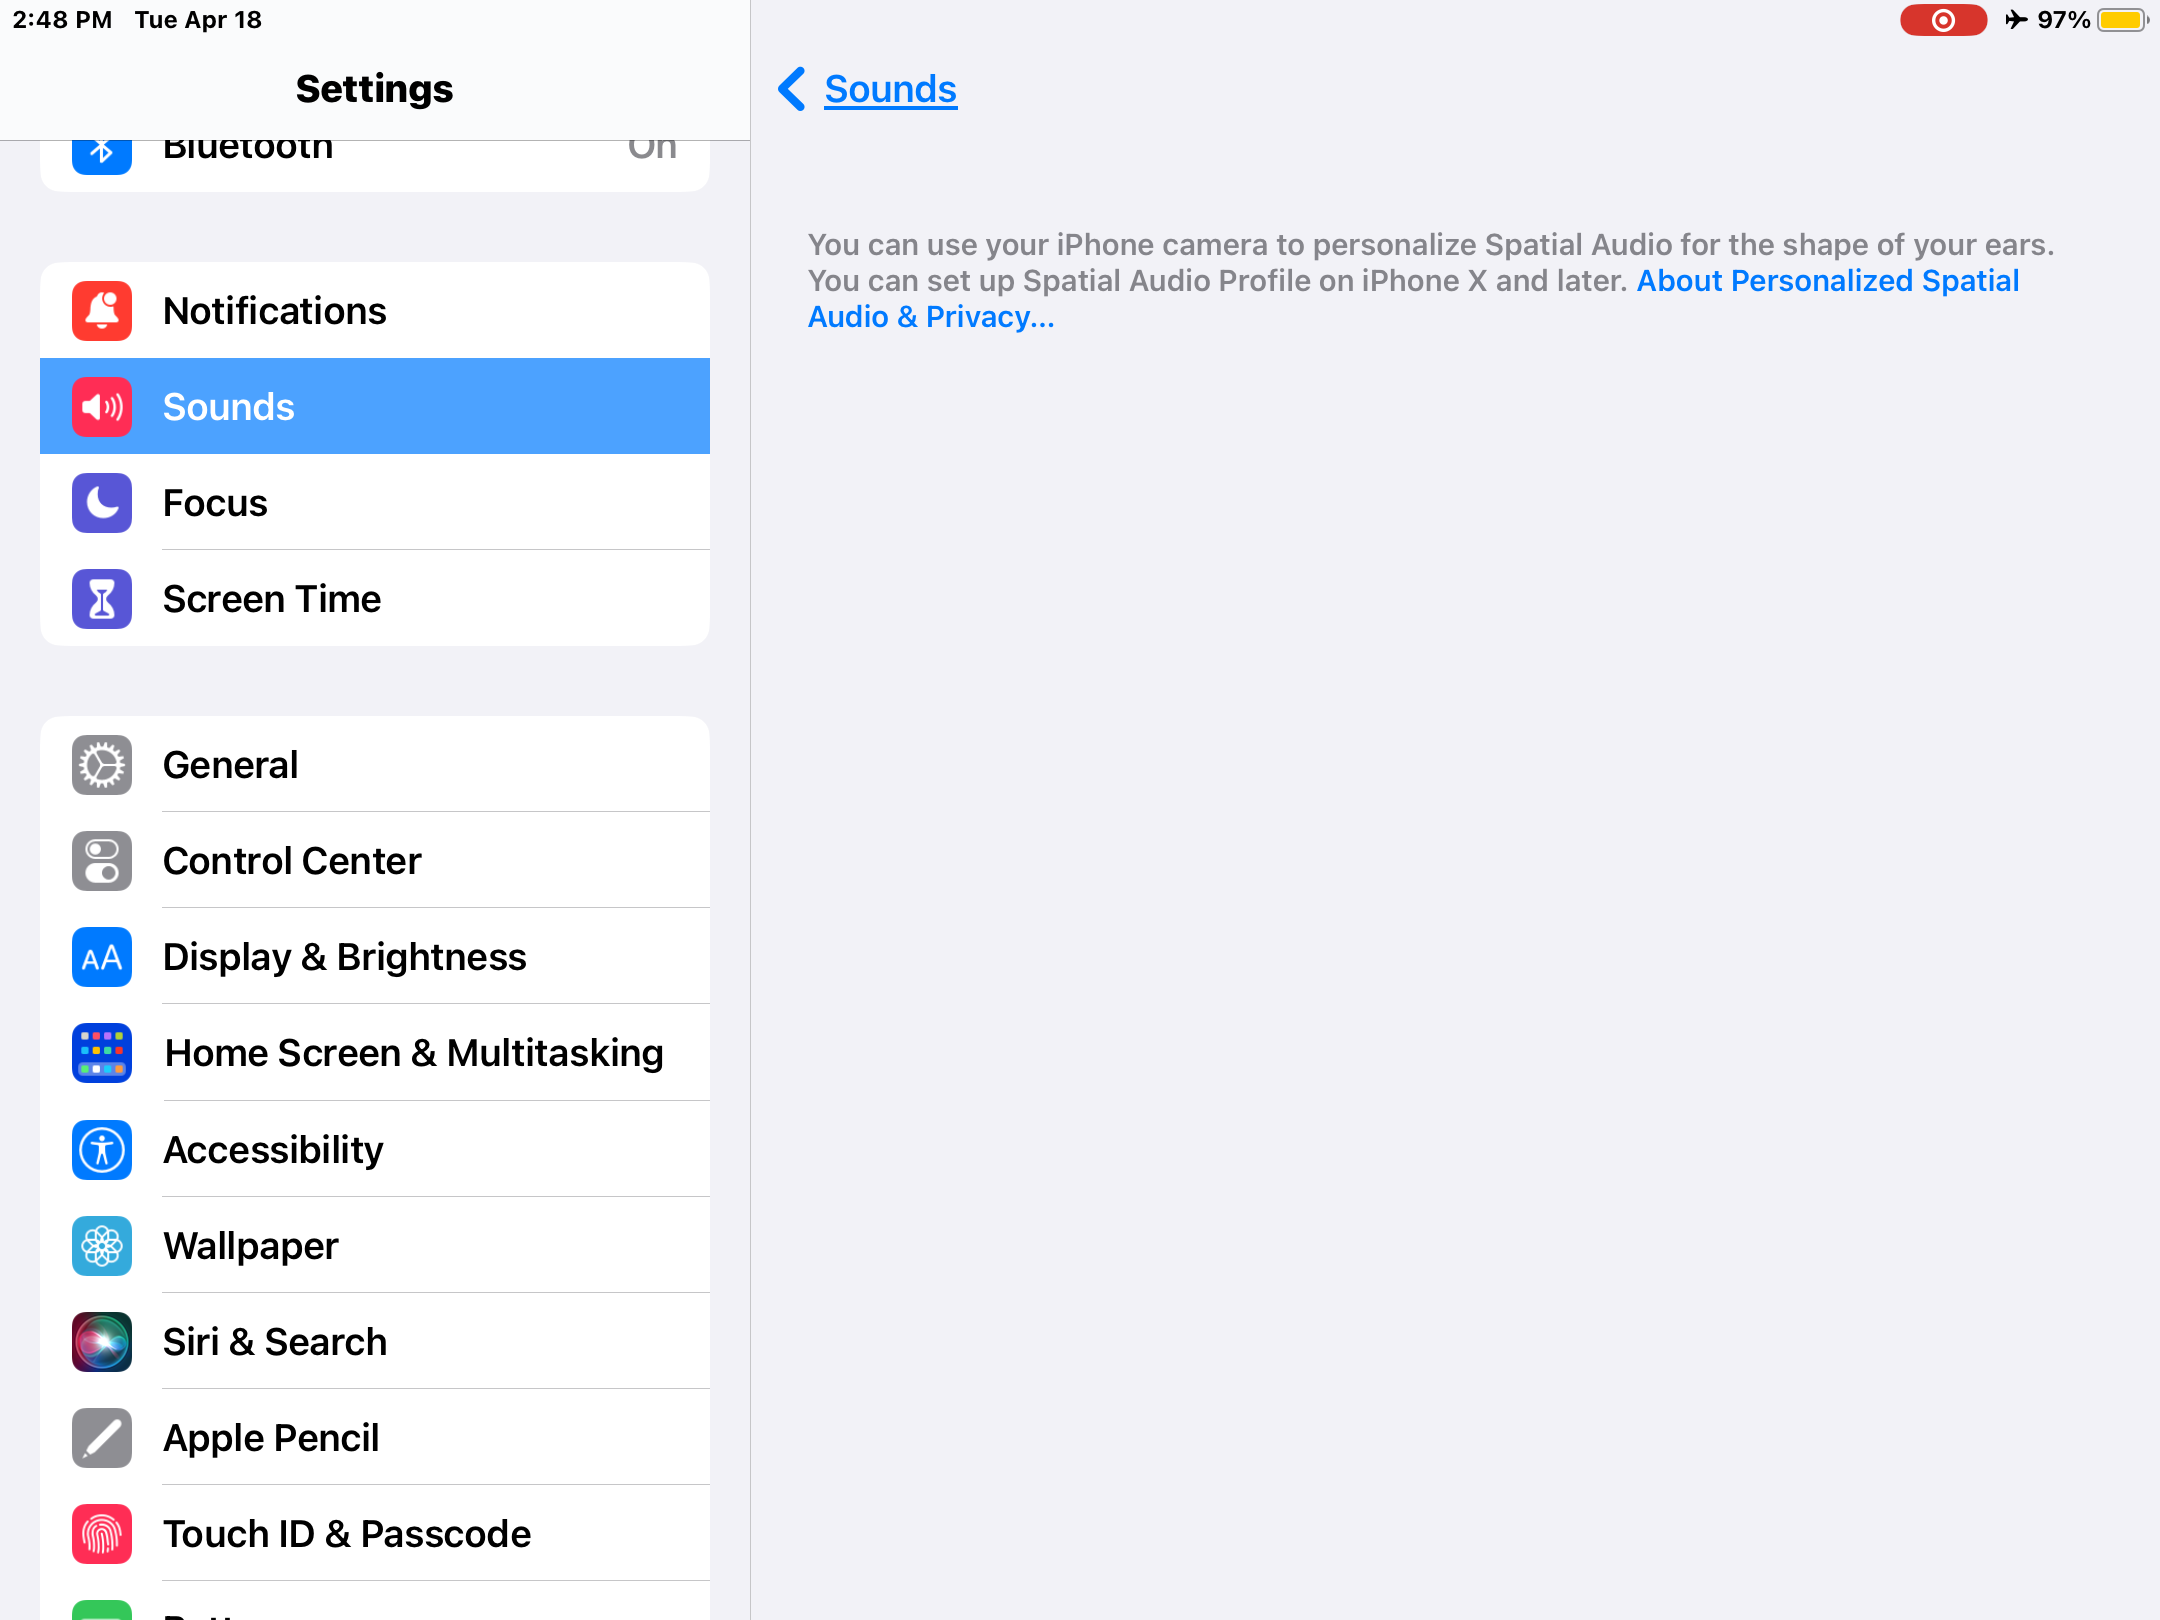 2:48 PM Tue Apr 18
97%
Settings
Bluetooth On
Notifications
Sounds
Focus
Screen Time
General
Control Center
AA
Display & Brightness
Home Screen & Multitasking
Accessibility
Wallpaper
Siri & Search
Apple Pencil
Touch ID & Passcode
Sounds
You can use your iPhone camera to personalize Spatial Audio for the shape of your ears.
You can set up Spatial Audio Profile on iPhone X and later. About Personalized Spatial
Audio & Privacy...